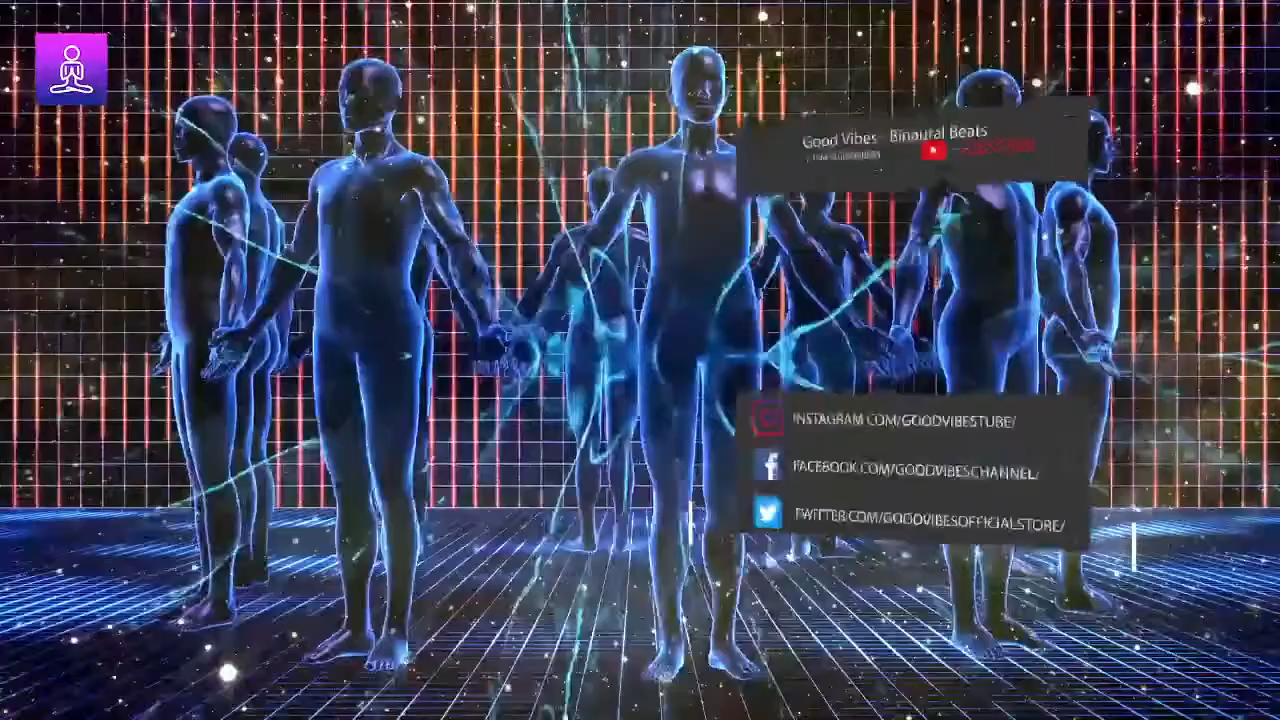 Good Vibes - Binaural Beats
INSTAGRAM.COM/GOODVIBESTUBE/
FACEBOOK.COM/GOODVIBESCHANNEL/
TWITTER.COM/GOODVIBESOFFICIALSTORE/